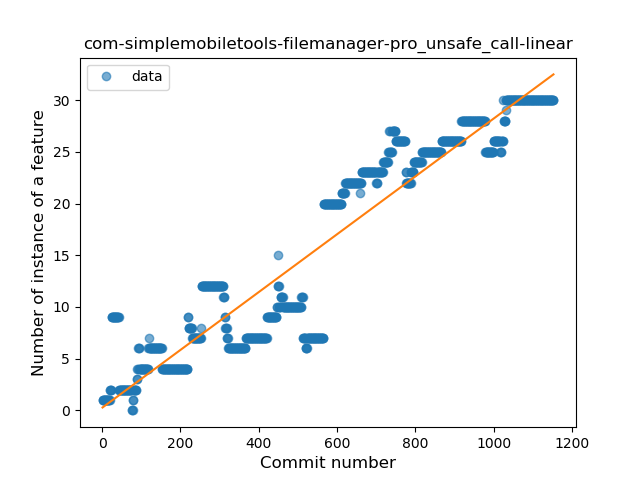 com-simplemobiletools-filemanager-pro_unsafe_call-linear
data
Number of instance of a feature
30
25
20
15
10
5
0
0 200 400 600 800 1000 1200
Commit number